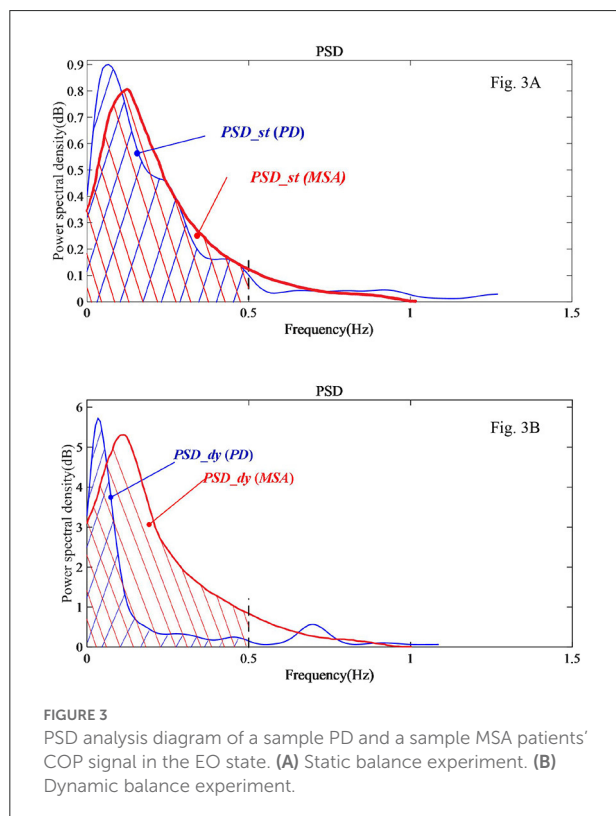 PSD
Fig. 3A
0.9
0.8
0.7
0.6
0.5
0.4
0.3
0.2
0.1
0
Power spectral density(dB)
PSD_st (PD)
PSD_st (MSA)
0
0.5
1
1.5
Frequency(Hz)
PSD
Fig. 3B
6
5
4
3
2
1
0
Power spectral density(dB)
PSD_dy (PD)
PSD_dy (MSA)
0
0.5
1
1.5
Frequency(Hz)
FIGURE 3
PSD analysis diagram of a sample PD and a sample MSA patients'
COP signal in the EO state. (A) Static balance experiment. (B)
Dynamic balance experiment.